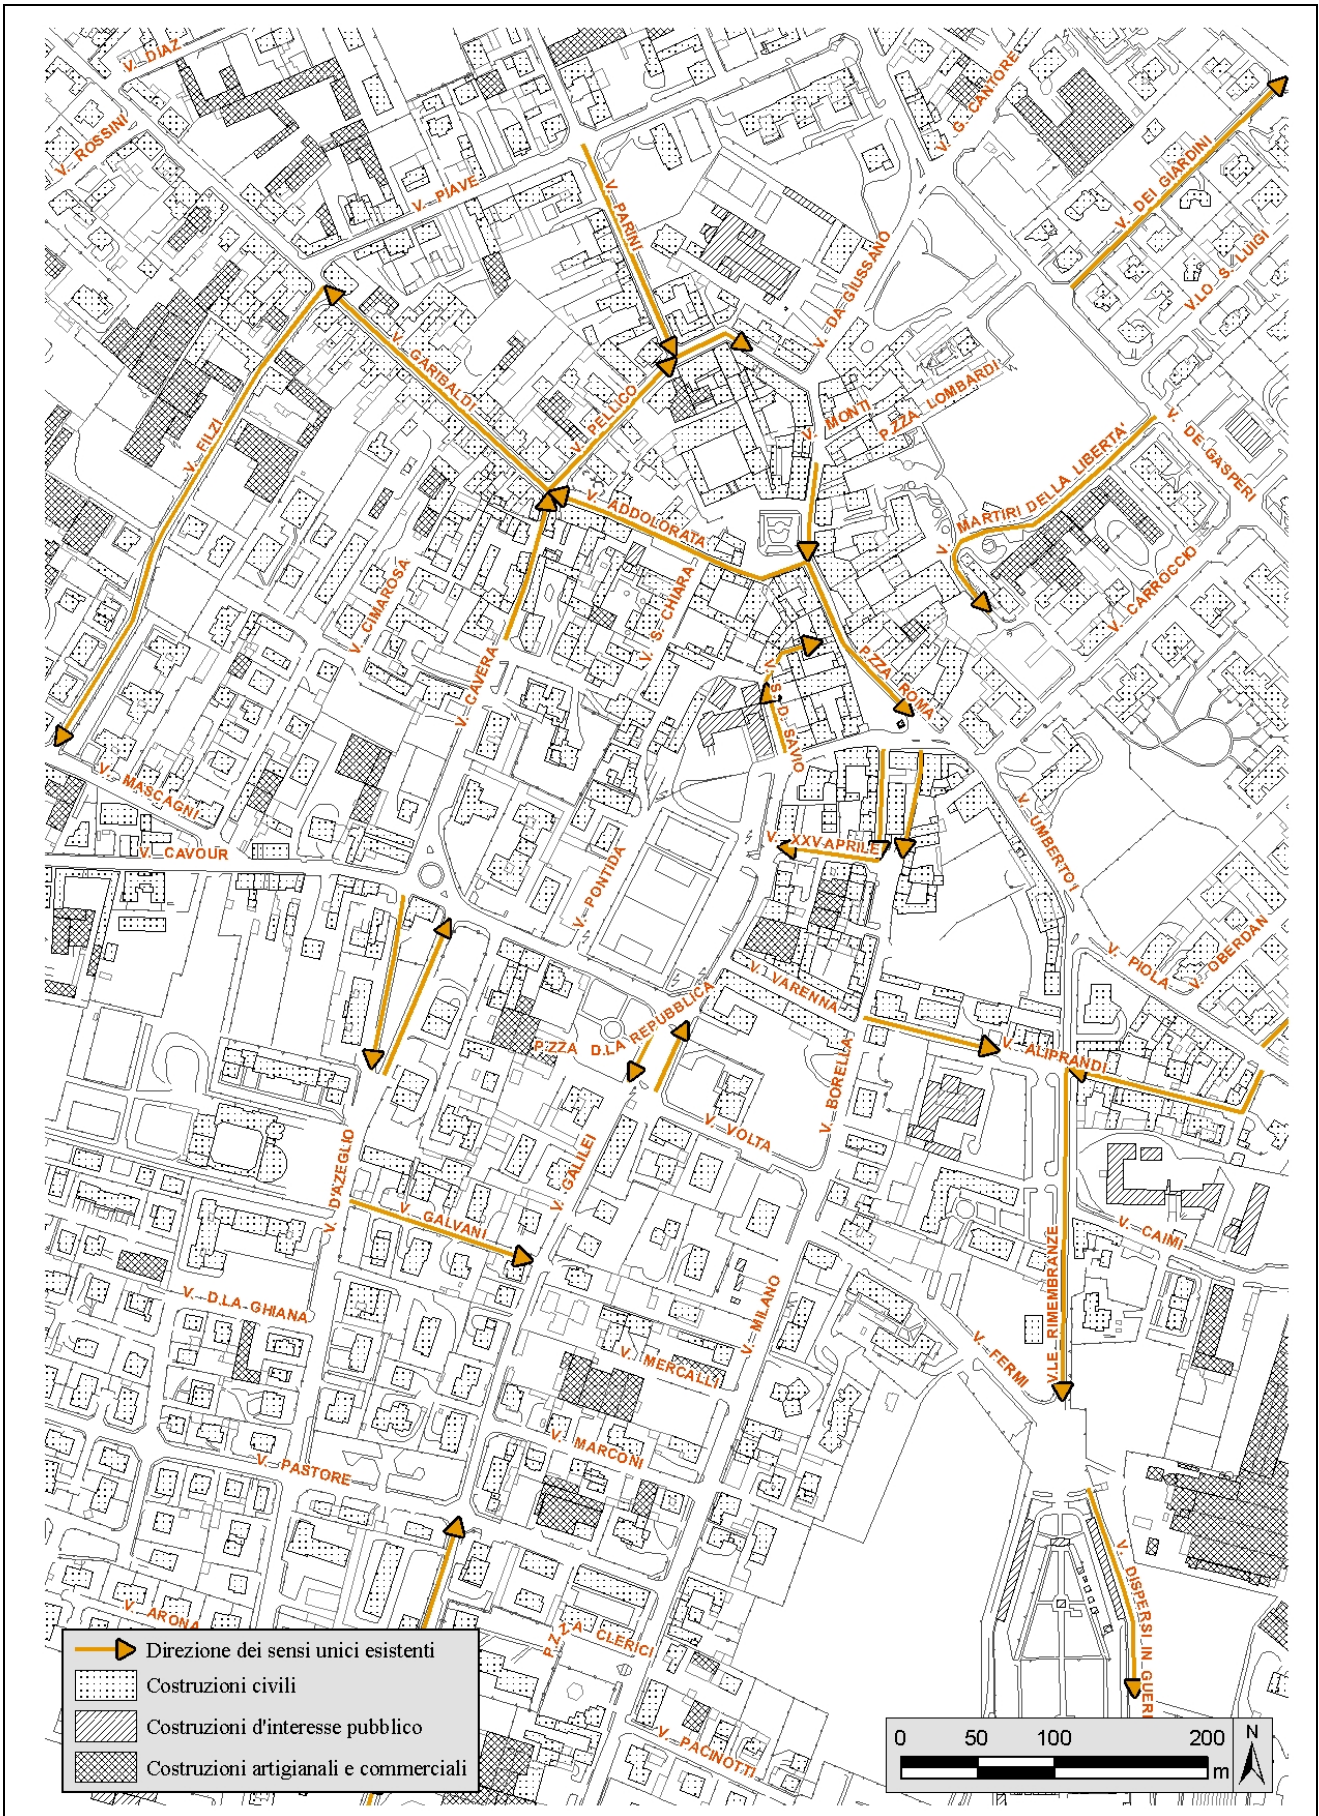 V. DIAZ
V. ROSSINI
V. PIAVE
V. PARINI
V. G. CANTORE
V. DEI GIARDINI
V.LO S. LUIGI
V. DA GIUSSANO
V. GARIBALDI
V. FILZI
V. PELLICO
V. MONTI
P.ZZA LOMBARDI
V. MARTIRI DELLA LIBERTA'
V. DE GASPERI
V. ADDOLORATA
V. CARROCCIO
V. CIMAROSA
V. S. CHIARA
V. CAVERA
V. S. D. SAVIO
P.ZZA ROMA
V. MASCAGNI
V. CAVOUR
V. PONTIDA
V. XXV APRILE
V. UMBERTO I
V. PIOLA
V. OBERDAN
V. VARENNA
P.ZZA D.LA REPUBBLICA
V. ALIPRANDI
V. BORELLA
V. VOLTA
V. D'AZEGLIO
V. GALILEI
V. GALVANI
V. CAIMI
V. D.LA GHIANA
V. MILANO
V.LE RIMEMBRANZE
V. MERCALLI
V. FERMI
V. MARCONI
V. PASTORE
V. DISPERSI IN GUERI
V. ARONA
P.ZZA CLERICI
V. PACINOTTI
Direzione dei sensi unici esistenti
Costruzioni civili
Costruzioni d'interesse pubblico
Costruzioni artigianali e commerciali
0 50 100 200
m
N